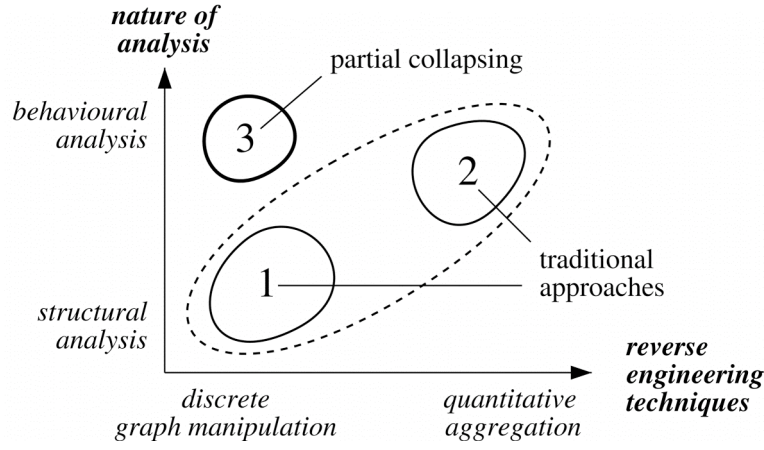 nature of
analysis
partial collapsing
behavioural
analysis
3
2
traditional
approaches
1
structural
analysis
reverse
engineering
techniques
discrete
graph manipulation
quantitative
aggregation